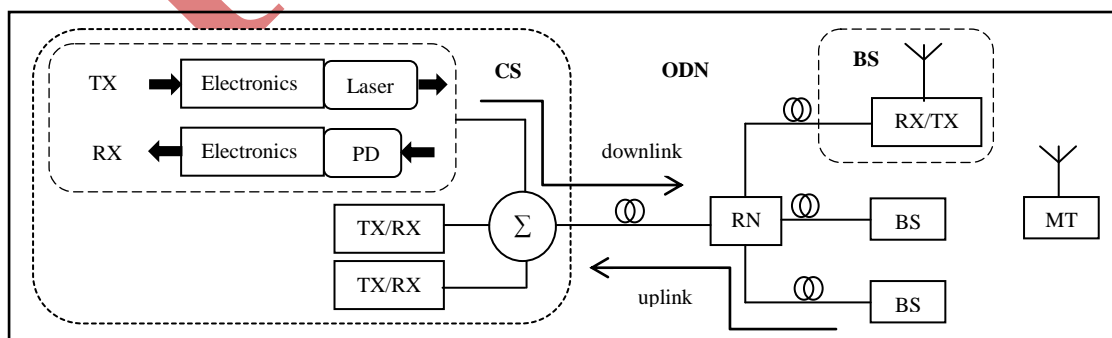 CS
ODN
BS
TX
Electronics
Laser
RX
Electronics
PD
RX/TX
downlink
TX/RX
Σ
RN
BS
MT
TX/RX
uplink
BS